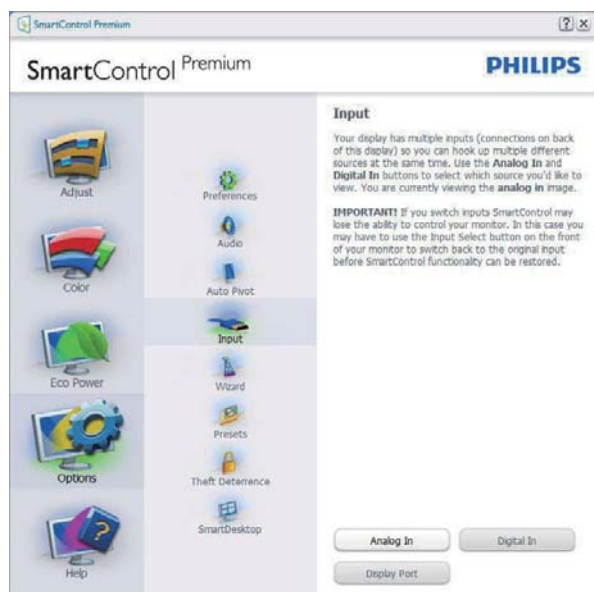 SmartControl Premium
SmartControl Premium
PHILIPS
Adjust
Color
Eco Power
Options
Help
Preferences
Audio
Auto Pivot
Input
Wizard
Presets
Theft Deterrence
SmartDesktop
Input
Your display has multiple inputs (connections on back
of this display) so you can hook up multiple different
sources at the same time. Use the Analog In and
Digital In buttons to select which source you'd like to
view. You are currently viewing the analog in image.
IMPORTANT! If you switch inputs SmartControl may
lose the ability to control your monitor. In this case you
may have to use the Input Select button on the front
of your monitor to switch back to the original input
before SmartControl functionality can be restored.
Analog In
Digital In
Display Port